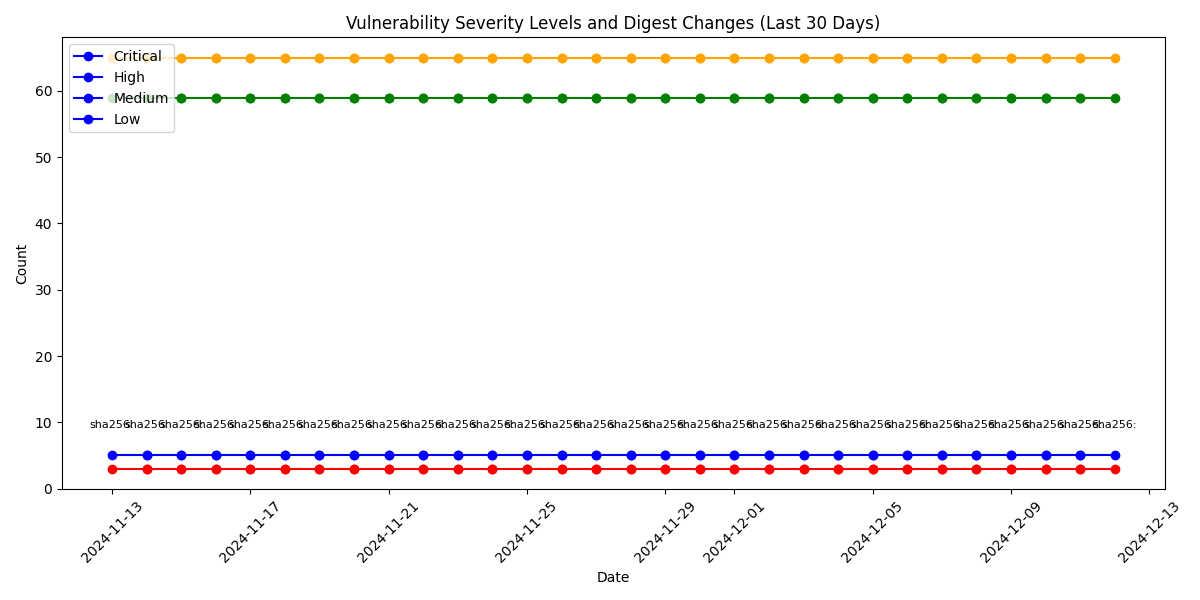 Vulnerability Severity Levels and Digest Changes (Last 30 Days)
Critical
High
Medium
Low
Count
60
50
40
30
20
10
0
sha256: sha256: sha256: sha256: sha256: sha256: sha256: sha256: sha256: sha256: sha256: sha256: sha256: sha256: sha256: sha256: sha256: sha256: sha256: sha256: sha256: sha256: sha256: sha256: sha256: sha256: sha256: sha256: sha256: sha256:
2024-11-13
2024-11-17
2024-11-21
2024-11-25
2024-11-29
2024-12-01
2024-12-05
2024-12-09
2024-12-13
Date